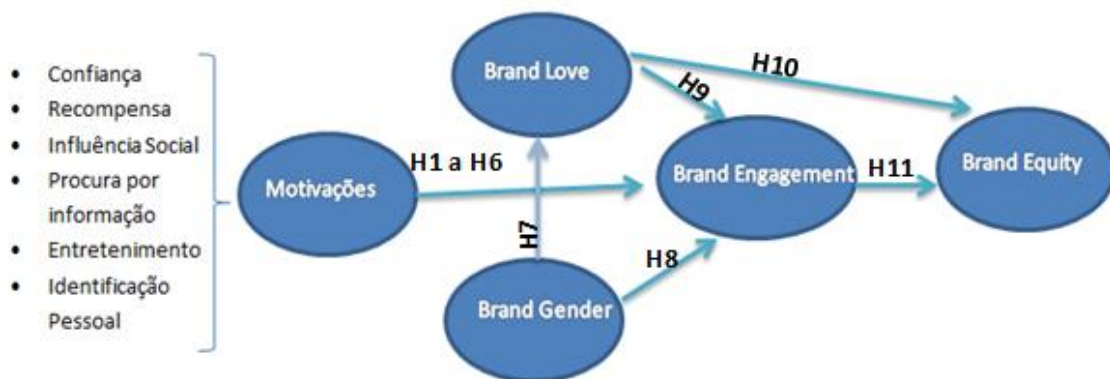 • Confiança
• Recompensa
• Influência Social
• Procura por
informação
• Entretenimento
• Identificação
Pessoal
Motivações
H1 a H6
Brand Love
H7
Brand Gender
H8
H9
H10
Brand Engagement
H11
Brand Equity